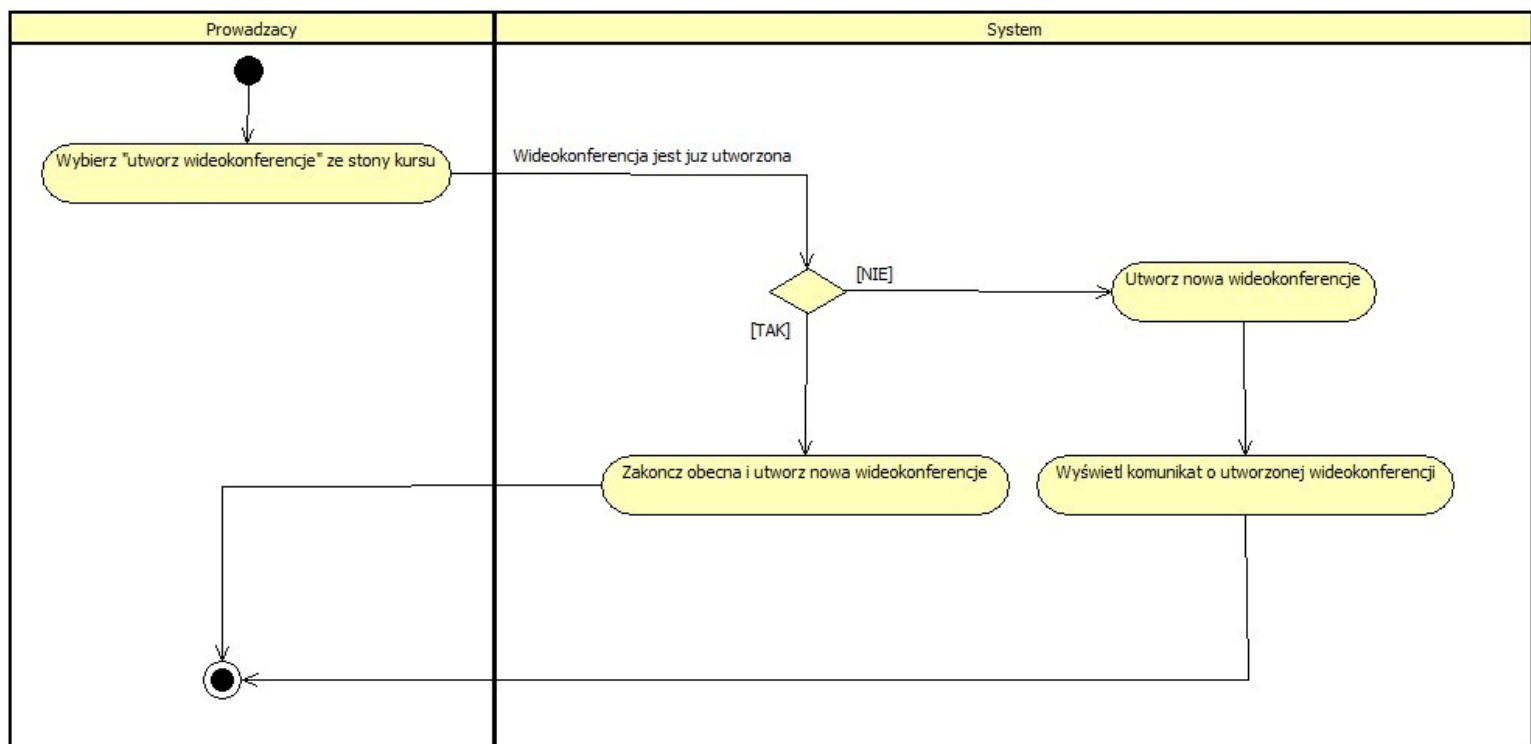 Prowadzacy
System
Wybierz "utworz wideokonferencje" ze stony kursu
Wideokonferencja jest juz utworzona
[NIE]
Utworz nowa wideokonferencje
[TAK]
Zakoncz obecna i utworz nowa wideokonferencje
Wyświetl komunikat o utworzonej wideokonferencji